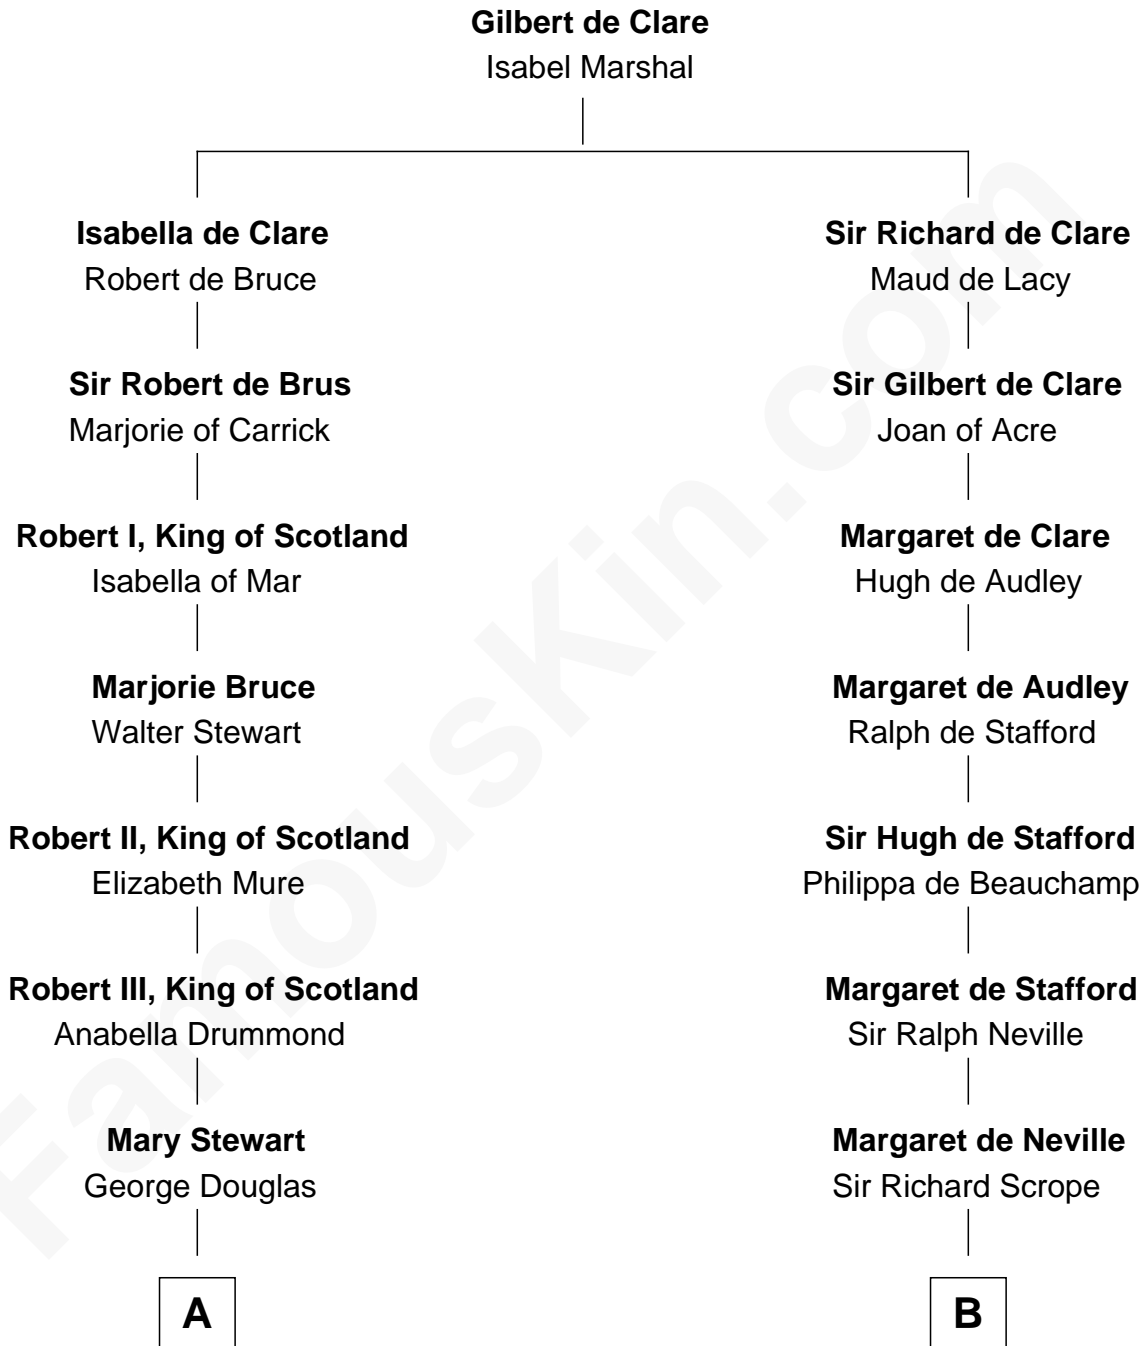 Gilbert de Clare
Isabel Marshal
Isabella de Clare
Robert de Bruce
Sir Richard de Clare
Maud de Lacy
Sir Robert de Brus
Marjorie of Carrick
Sir Gilbert de Clare
Joan of Acre
Robert I, King of Scotland
Isabella of Mar
Margaret de Clare
Hugh de Audley
Marjorie Bruce
Walter Stewart
Margaret de Audley
Ralph de Stafford
Robert II, King of Scotland
Elizabeth Mure
Sir Hugh de Stafford
Philippa de Beauchamp
Robert III, King of Scotland
Anabella Drummond
Margaret de Stafford
Sir Ralph Neville
Mary Stewart
George Douglas
Margaret de Neville
Sir Richard Scrope
A
B
FamousKin.com